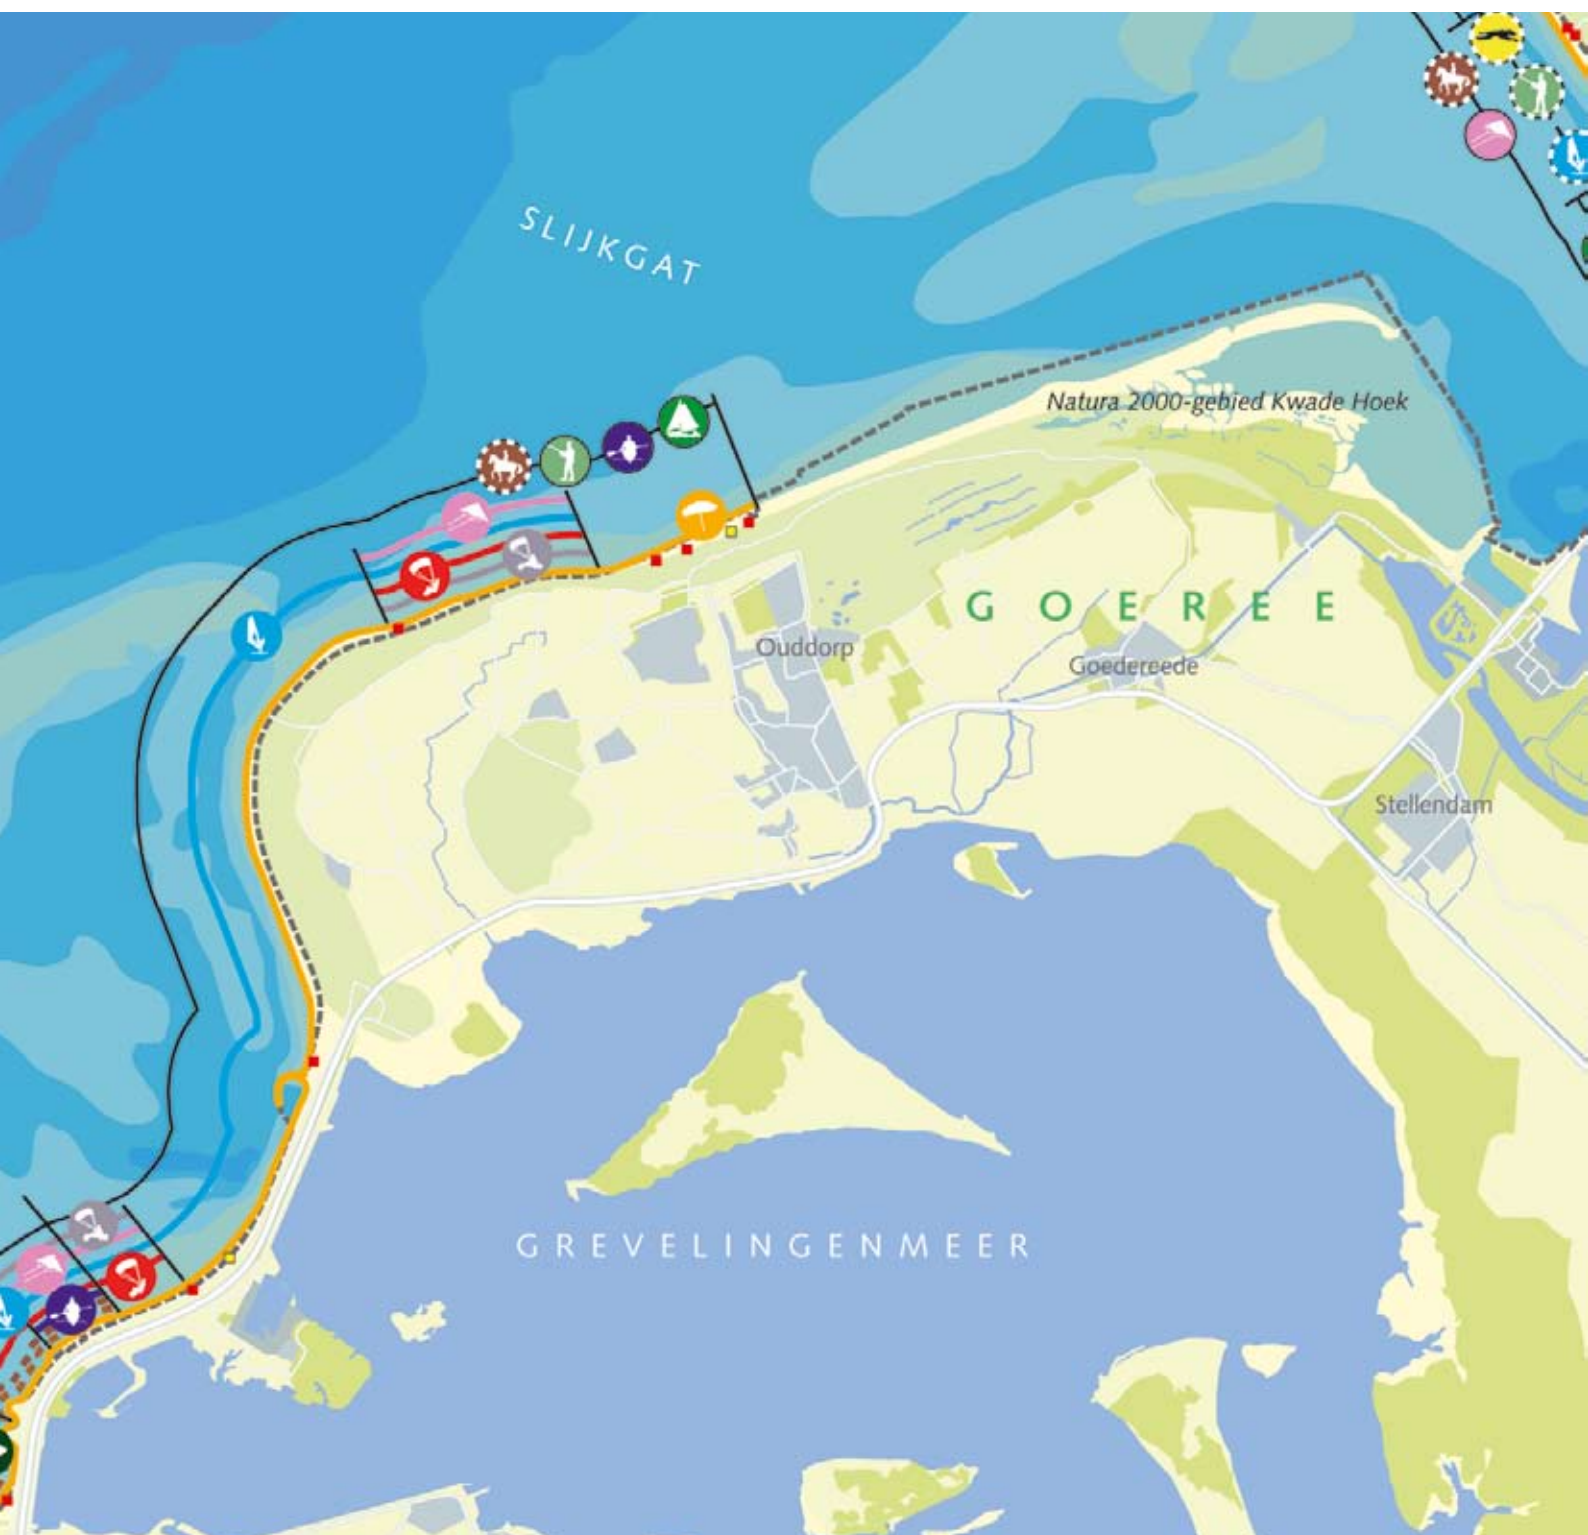 SLIJKGAT
Natura 2000-gebied Kwade Hoek
GOEREE
Ouddorp
Goedereede
Stellendam
GREVELINGENMEER